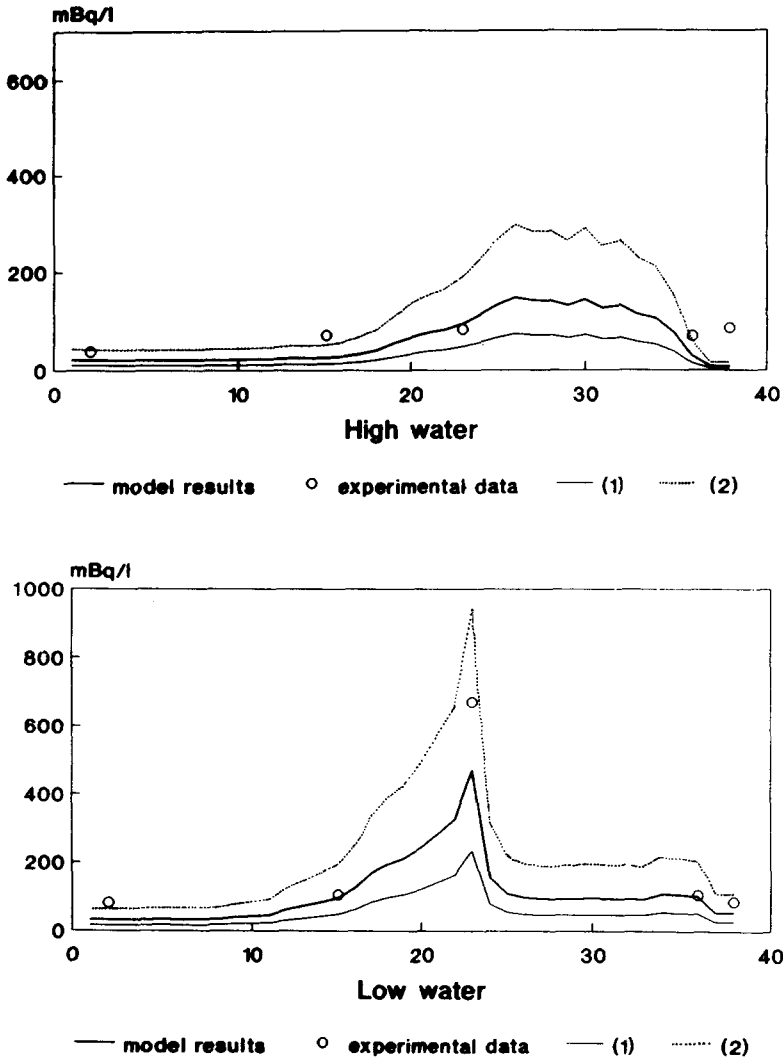 mBq/l
600
400
200
0
0 10 20 30 40
High water
model results experimental data (1) (2)
mBq/l
1000
800
600
400
200
0
0 10 20 30 40
Low water
model results experimental data (1) (2)